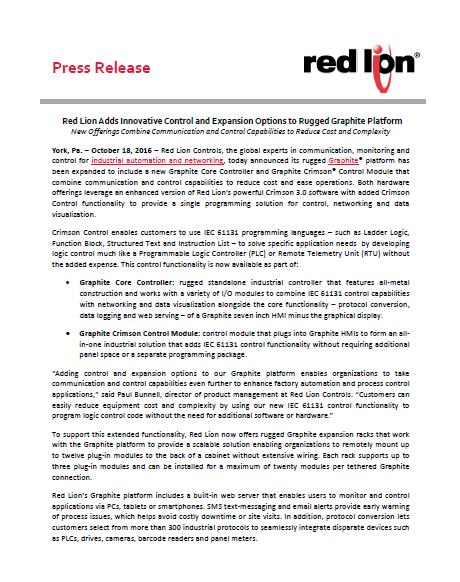 Press Release
red lion®
Red Lion Adds Innovative Control and Expansion Options to Rugged Graphite Platform
New Offerings Combine Communication and Control Capabilities to Reduce Cost and Complexity
York, Pa. – October 18, 2016 – Red Lion Controls, the global experts in communication, monitoring and
control for industrial automation and networking, today announced its rugged Graphite® platform has
been expanded to include a new Graphite Core Controller and Graphite Crimson® Control Module that
combine communication and control capabilities to reduce cost and ease operations. Both hardware
offerings leverage an enhanced version of Red Lion's powerful Crimson 3.0 software with added Crimson
Control functionality to provide a single programming solution for control, networking and data
visualization.
Crimson Control enables customers to use IEC 61131 programming languages – such as Ladder Logic,
Function Block, Structured Text and Instruction List – to solve specific application needs by developing
logic control much like a Programmable Logic Controller (PLC) or Remote Telemetry Unit (RTU) without
the added expense. This control functionality is now available as part of:
• Graphite Core Controller: rugged standalone industrial controller that features all-metal
construction and works with a variety of I/O modules to combine IEC 61131 control capabilities
with networking and data visualization alongside the core functionality – protocol conversion,
data logging and web serving – of a Graphite seven inch HMI minus the graphical display.
• Graphite Crimson Control Module: control module that plugs into Graphite HMIs to form an all-
in-one industrial solution that adds IEC 61131 control functionality without requiring additional
panel space or a separate programming package.
"Adding control and expansion options to our Graphite platform enables organizations to take
communication and control capabilities even further to enhance factory automation and process control
applications," said Paul Bunnell, director of product management at Red Lion Controls. "Customers can
easily reduce equipment cost and complexity by using our new IEC 61131 control functionality to
program logic control code without the need for additional software or hardware."
To support this extended functionality, Red Lion now offers rugged Graphite expansion racks that work
with the Graphite platform to provide a scalable solution enabling organizations to remotely mount up
to twelve plug-in modules to the back of a cabinet without extensive wiring. Each rack supports up to
three plug-in modules and can be installed for a maximum of twenty modules per tethered Graphite
connection.
Red Lion's Graphite platform includes a built-in web server that enables users to monitor and control
applications via PCs, tablets or smartphones. SMS text-messaging and email alerts provide early warning
of process issues, which helps avoid costly downtime or site visits. In addition, protocol conversion lets
customers select from more than 300 industrial protocols to seamlessly integrate disparate devices such
as PLCs, drives, cameras, barcode readers and panel meters.